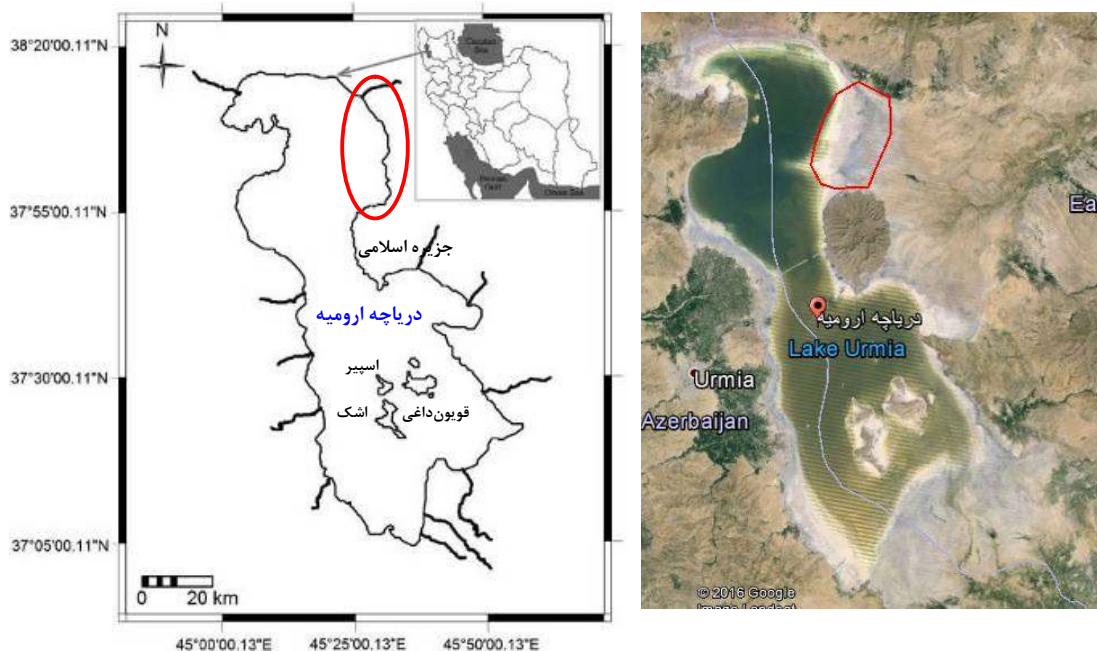 38°20'00.11"N
N
Caspian Sea
Persian Gulf
Oman Sea
37°55'00.11"N
جزیره اسلامی
دریاچه ارومیه
37°30'00.11"N
اسپیر
اشک
قویون‌داغی
37°05'00.11"N
0 20 km
45°00'00.13"E 45°25'00.13"E 45°50'00.13"E
Ea
دریاچه ارومیه
Lake Urmia
Urmia
Azerbaijan
© 2016 Google
Image Landsat